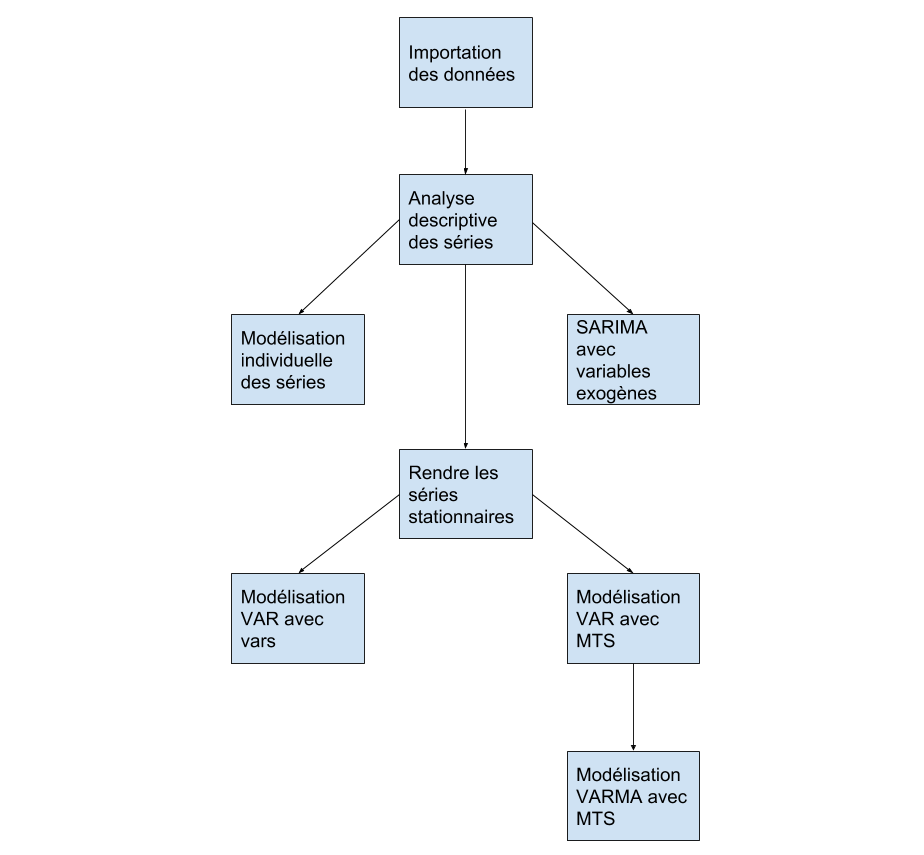 Importation
des données
Analyse
descriptive
des séries
Modélisation
individuelle
des séries
SARIMA
avec
variables
exogènes
Rendre les
séries
stationnaires
Modélisation
VAR avec
vars
Modélisation
VAR avec
MTS
Modélisation
VARMA avec
MTS